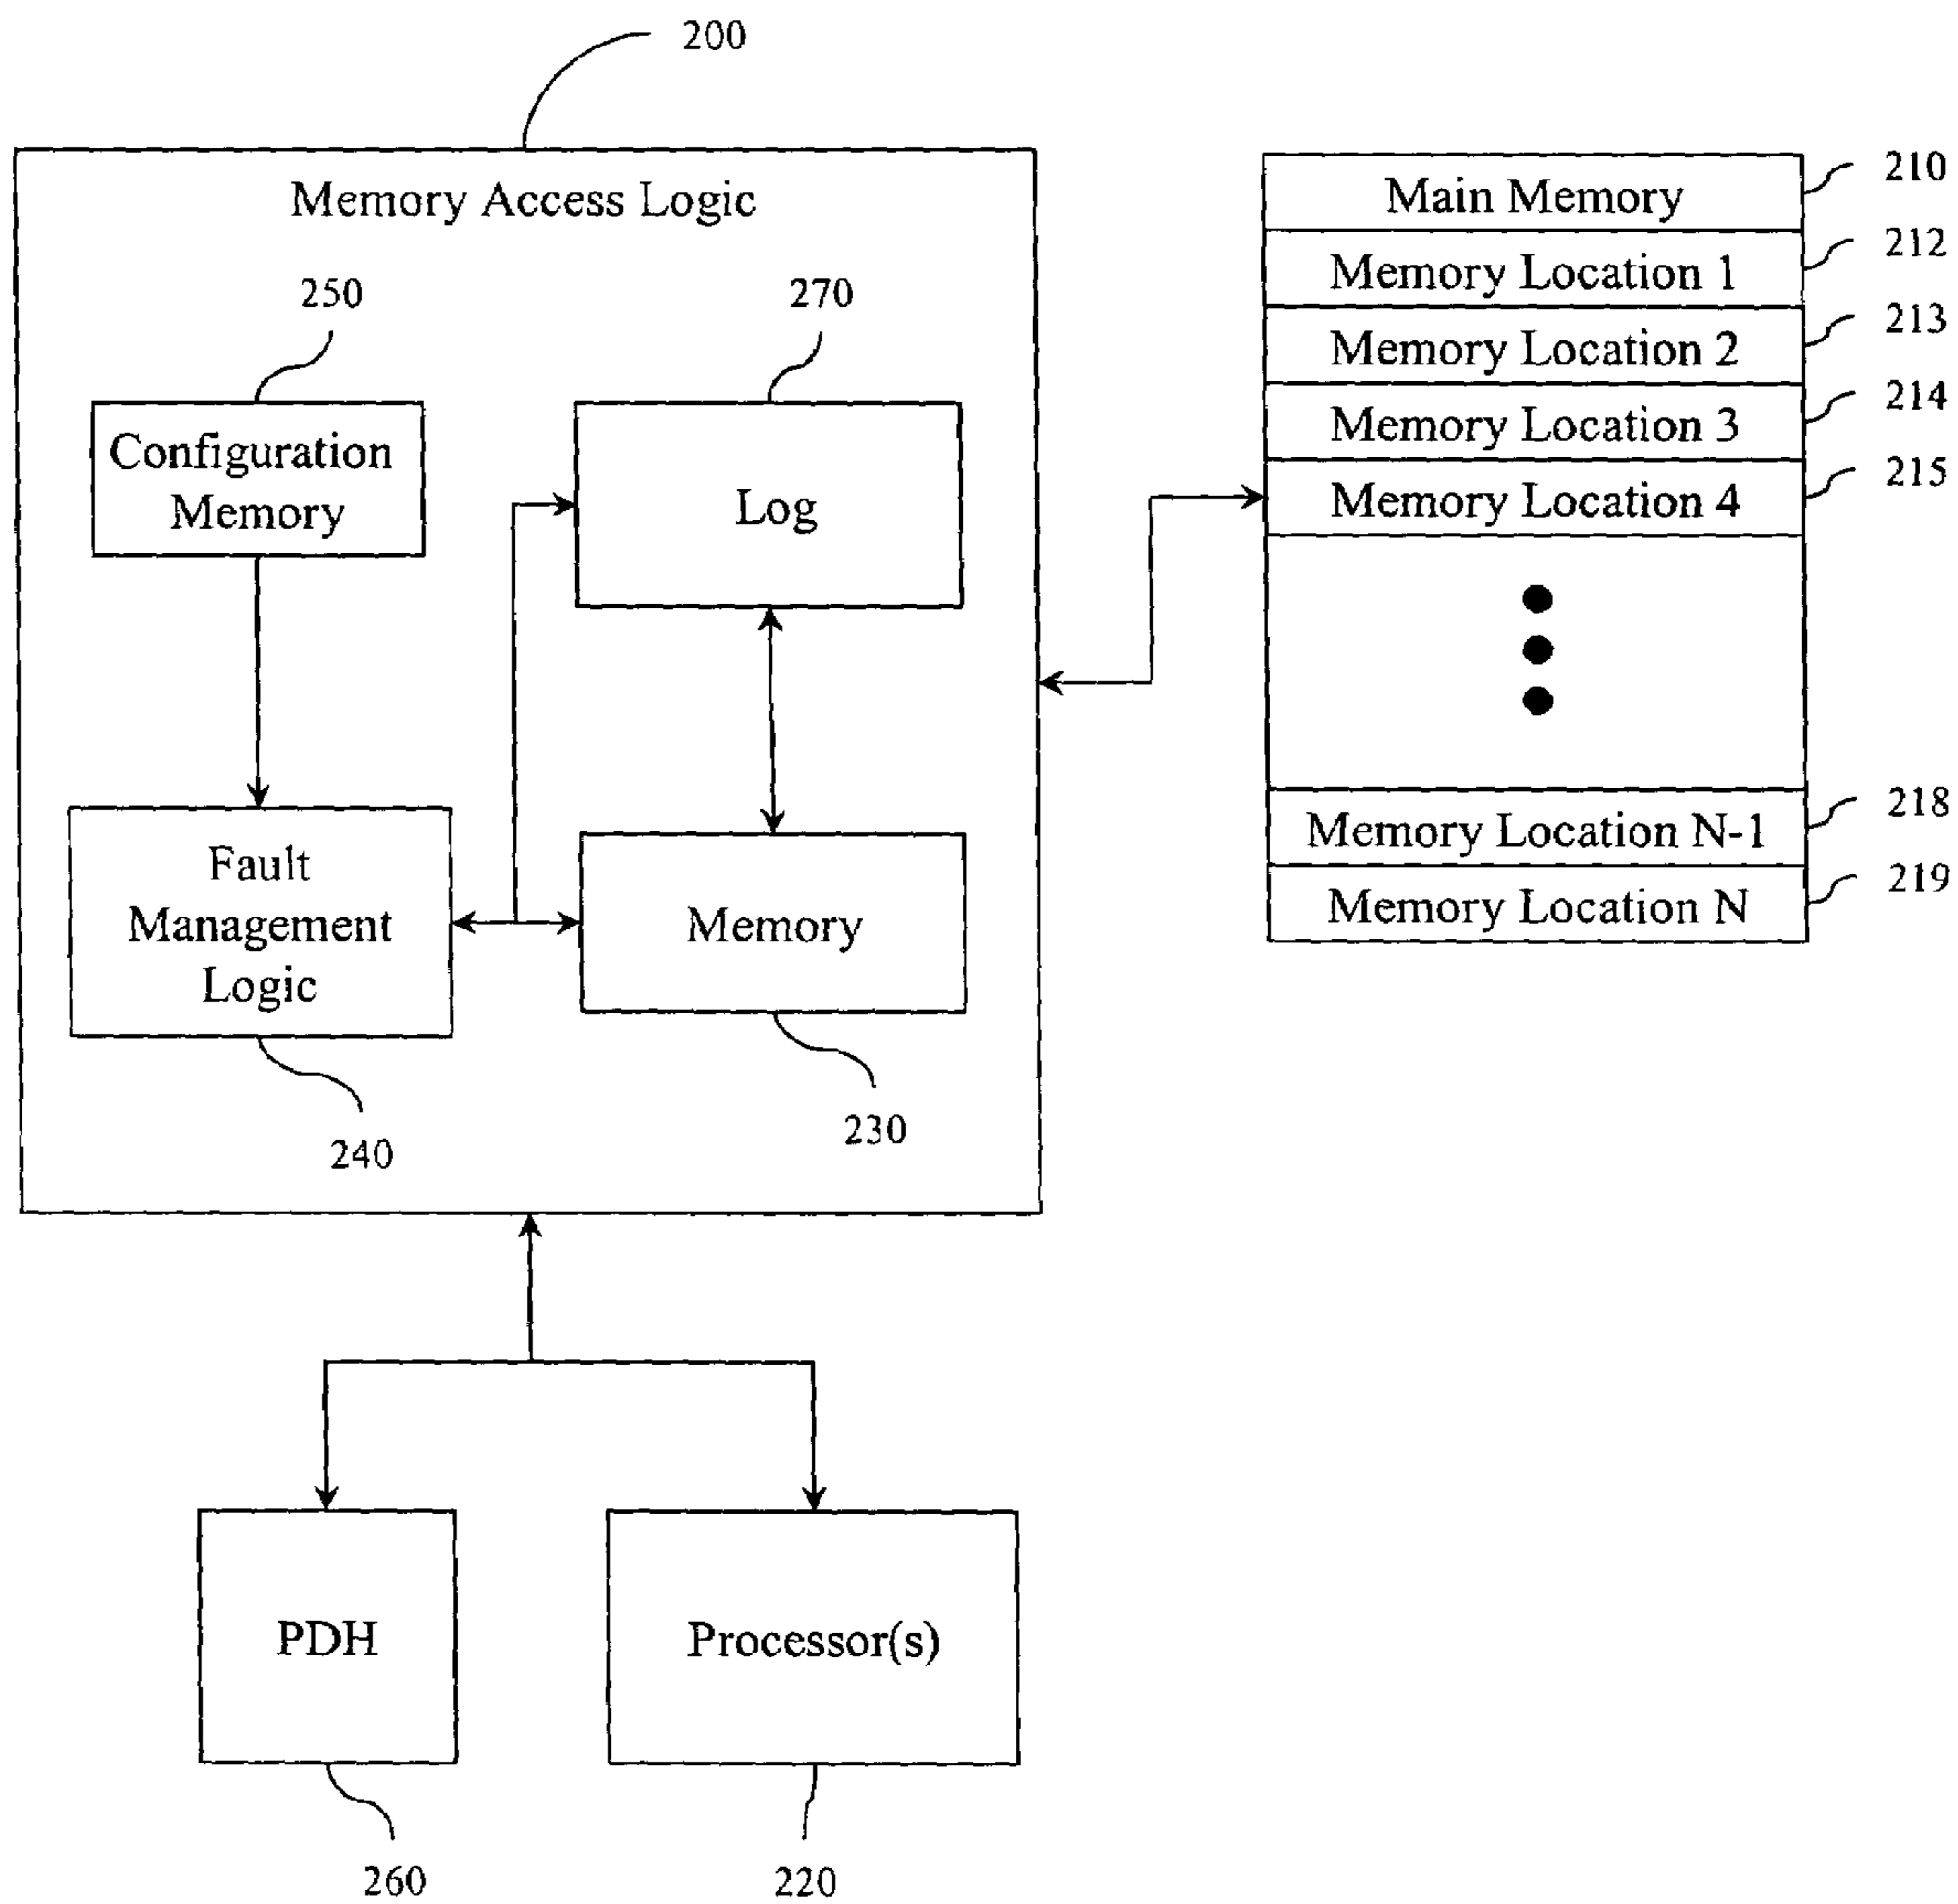 200
Memory Access Logic
250
270
Configuration
Memory
Log
Fault
Management
Logic
Memory
240
230
210
Main Memory
212
Memory Location 1
213
Memory Location 2
214
Memory Location 3
215
Memory Location 4
218
Memory Location N-1
219
Memory Location N
PDH
Processor(s)
260
220